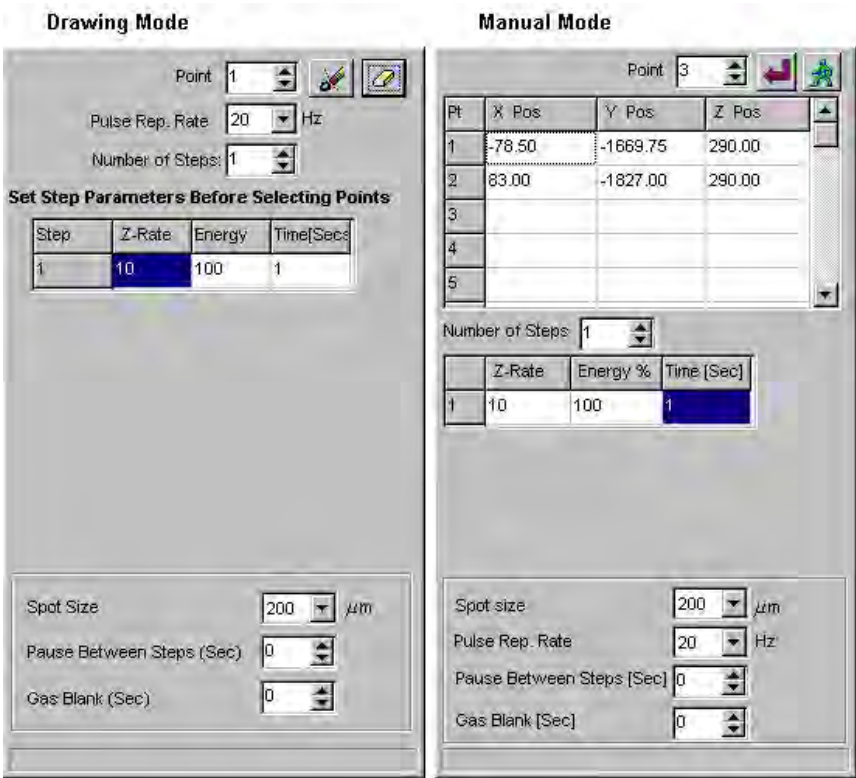 Drawing Mode
Point 1
Pulse Rep. Rate 20 Hz
Number of Steps: 1
Set Step Parameters Before Selecting Points
Step Z-Rate Energy Time[Secs
1 10 100 1
Spot Size 200 µm
Pause Between Steps (Sec) 0
Gas Blank (Sec) 0
Manual Mode
Point 3
Pt X Pos Y Pos Z Pos
1 -78.50 -1669.75 290.00
2 83.00 -1827.00 290.00
3
4
5
Number of Steps 1
Z-Rate Energy % Time [Sec]
1 10 100 1
Spot size 200 µm
Pulse Rep. Rate 20 Hz
Pause Between Steps [Sec] 0
Gas Blank [Sec] 0